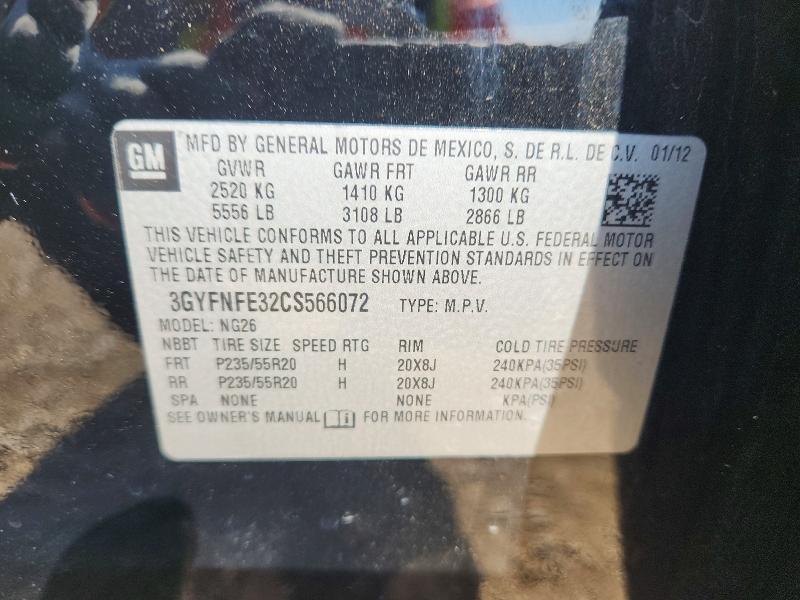 GM
MFD BY GENERAL MOTORS DE MEXICO, S. DE R.L. DE C.V. 01/12
GVWR GAWR FRT GAWR RR
2520 KG 1410 KG 1300 KG
5556 LB 3108 LB 2866 LB
THIS VEHICLE CONFORMS TO ALL APPLICABLE U.S. FEDERAL MOTOR
VEHICLE SAFETY AND THEFT PREVENTION STANDARDS IN EFFECT ON
THE DATE OF MANUFACTURE SHOWN ABOVE.
3GYFNFE32CS566072 TYPE: M.P.V.
MODEL: NG26
NBBT TIRE SIZE SPEED RTG RIM COLD TIRE PRESSURE
FRT P235/55R20 H 20X8J 240KPA(35PSI)
RR P235/55R20 H 20X8J 240KPA(35PSI)
SPA NONE NONE KPA(PSI)
SEE OWNER'S MANUAL FOR MORE INFORMATION.